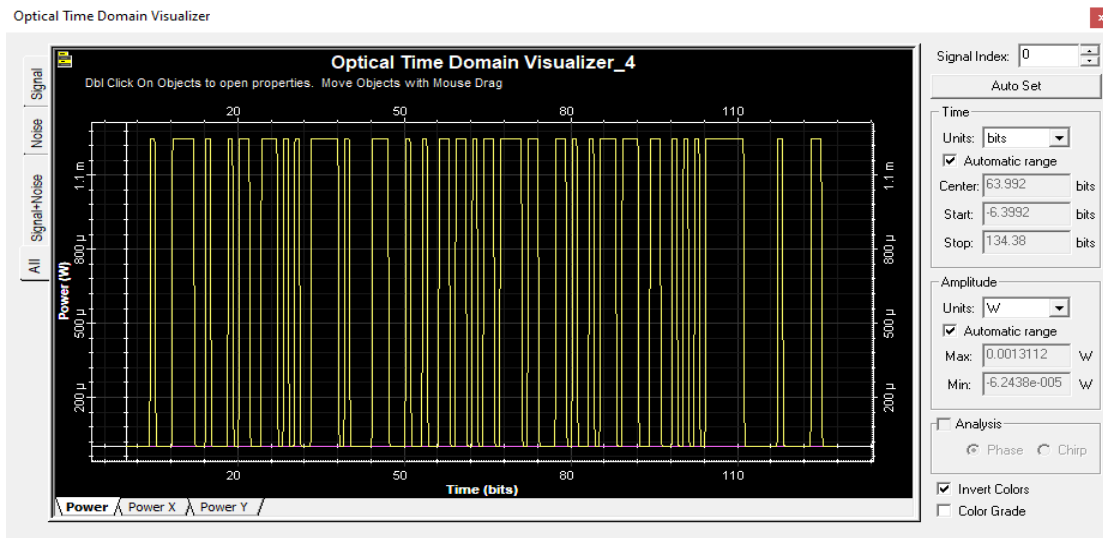 Optical Time Domain Visualizer
x
Signal
Noise
Signal+Noise
All
Optical Time Domain Visualizer_4
Dbl Click On Objects to open properties. Move Objects with Mouse Drag
20 50 80 110
1.1 m
800 µ
500 µ
200 µ
Power (W)
1.1 m
800 µ
500 µ
200 µ
20 50 80 110
Time (bits)
Power Power X Power Y
Signal Index: 0
Auto Set
Time
Units: bits
Automatic range
Center: 63.992 bits
Start: -6.3992 bits
Stop: 134.38 bits
Amplitude
Units: W
Automatic range
Max: 0.0013112 W
Min: -6.2438e-005 W
Analysis
Phase Chirp
Invert Colors
Color Grade